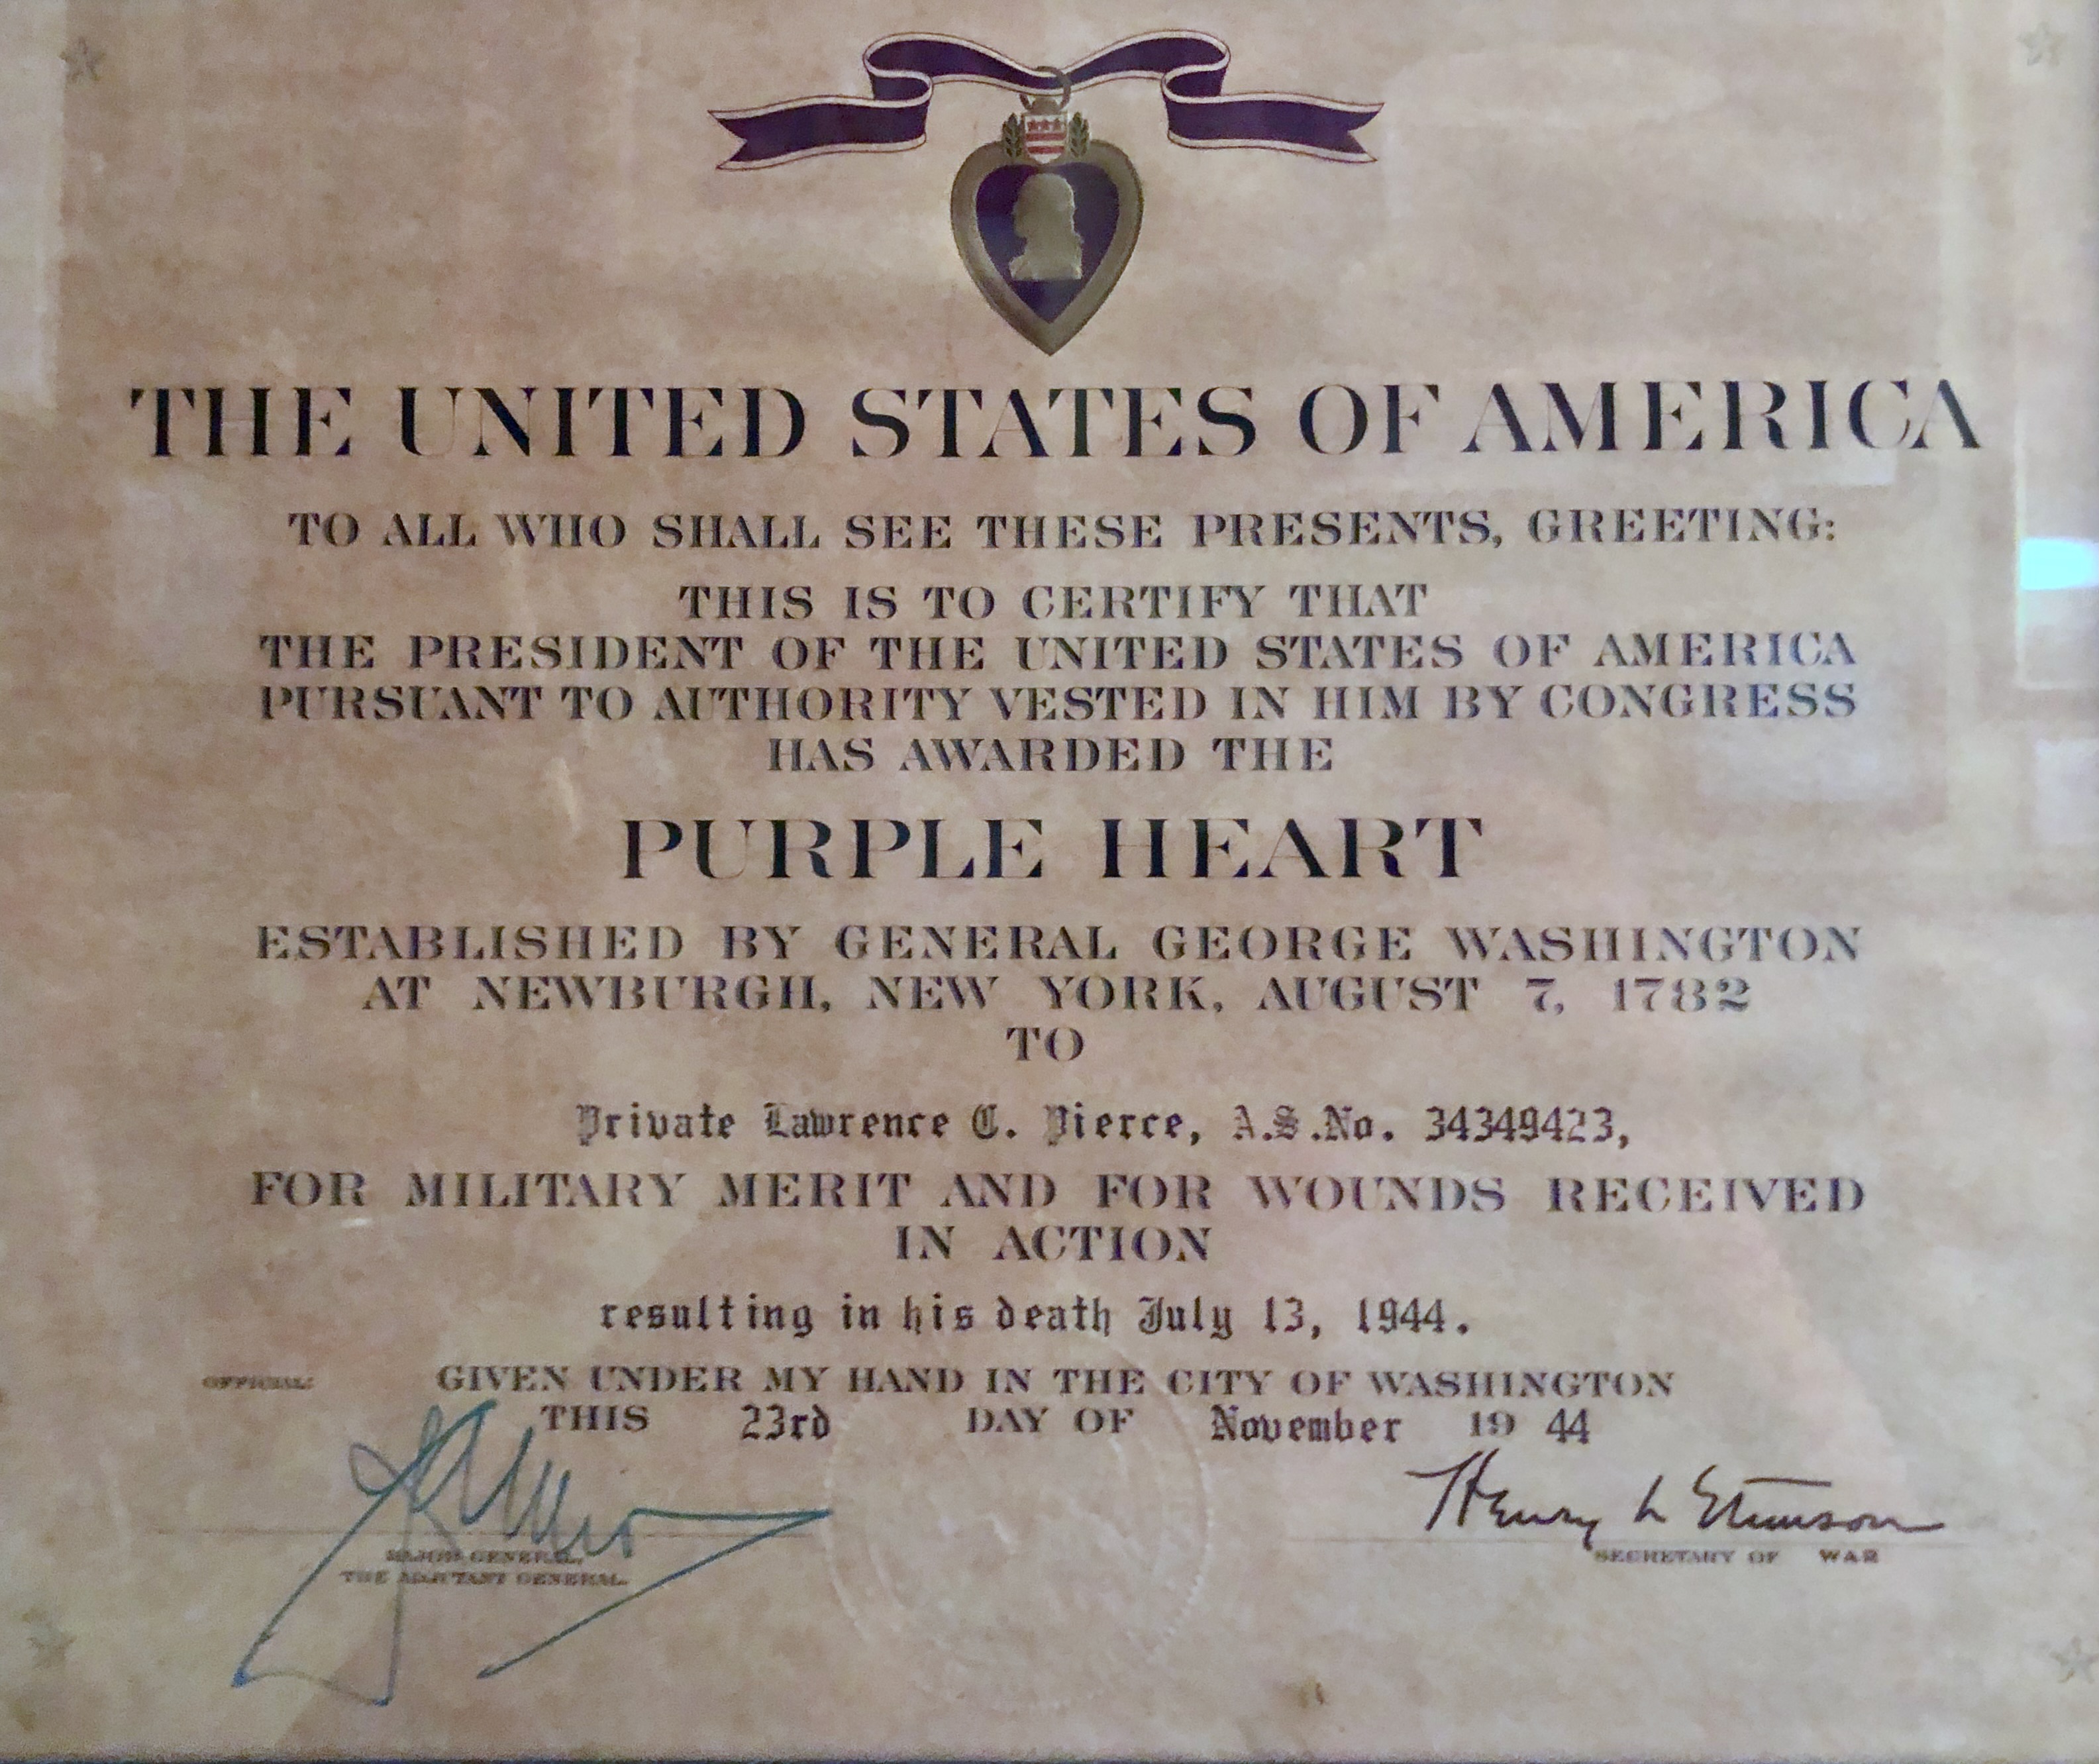 THE UNITED STATES OF AMERICA
TO ALL WHO SHALL SEE THESE PRESENTS, GREETING:
THIS IS TO CERTIFY THAT
THE PRESIDENT OF THE UNITED STATES OF AMERICA
PURSUANT TO AUTHORITY VESTED IN HIM BY CONGRESS
HAS AWARDED THE
PURPLE HEART
ESTABLISHED BY GENERAL GEORGE WASHINGTON
AT NEWBURGH, NEW YORK, AUGUST 7, 1782
TO
Private Lawrence C. Pierce, A.S.No. 34349423,
FOR MILITARY MERIT AND FOR WOUNDS RECEIVED
IN ACTION
resulting in his death July 13, 1944.
OFFICIAL: GIVEN UNDER MY HAND IN THE CITY OF WASHINGTON
THIS 23rd DAY OF November 19 44
Henry L Stimson
MAJOR GENERAL, SECRETARY OF WAR
THE ADJUTANT GENERAL.